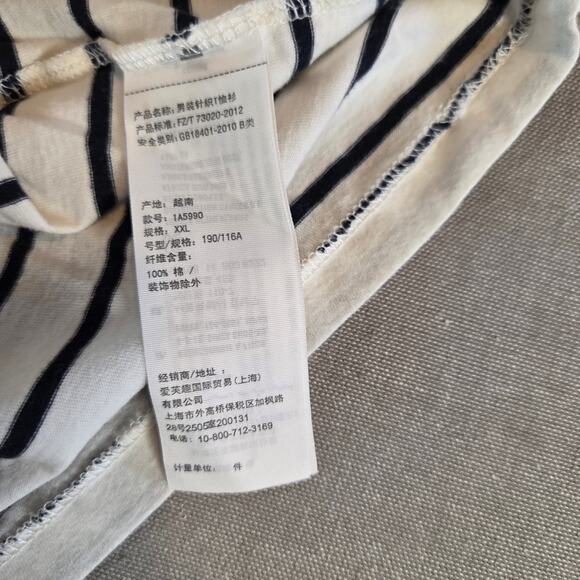 产品名称: 男装针织T恤衫
产品标准: FZ/T 73020-2012
安全类别: GB18401-2010 B类
产地: 越南
款号: 1A5990
规格: XXL
号型/规格: 190/116A
纤维含量:
100% 棉 /
装饰物除外
经销商/地址:
爱芙趣国际贸易(上海)
有限公司
上海市外高桥保税区加枫路
28号2505室200131
电话: 10-800-712-3169
计量单位: 件